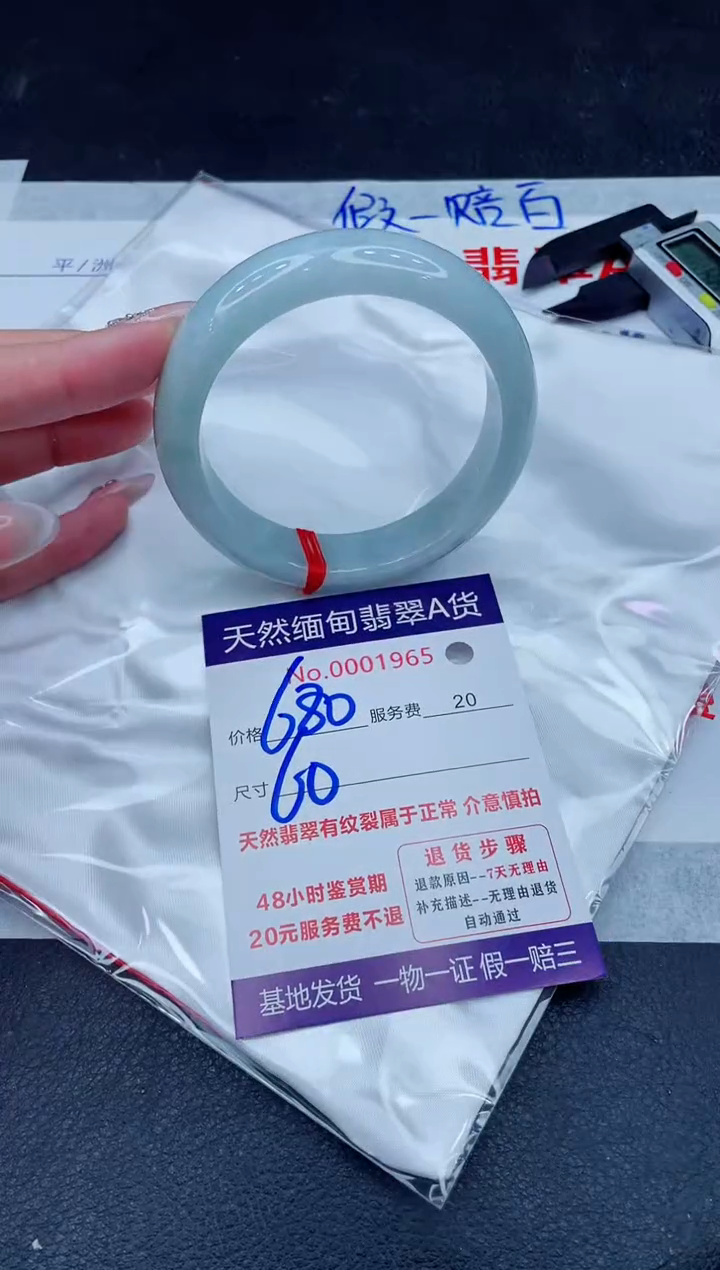 假一赔百
平/洲
翡翠A
天然缅甸翡翠A货
No.0001965
价格 680 服务费 20
尺寸 60
天然翡翠有纹裂属于正常 介意慎拍
48小时鉴赏期
20元服务费不退
退货步骤
退款原因--7天无理由
补充描述--无理由退货
自动通过
基地发货 一物一证 假一赔三